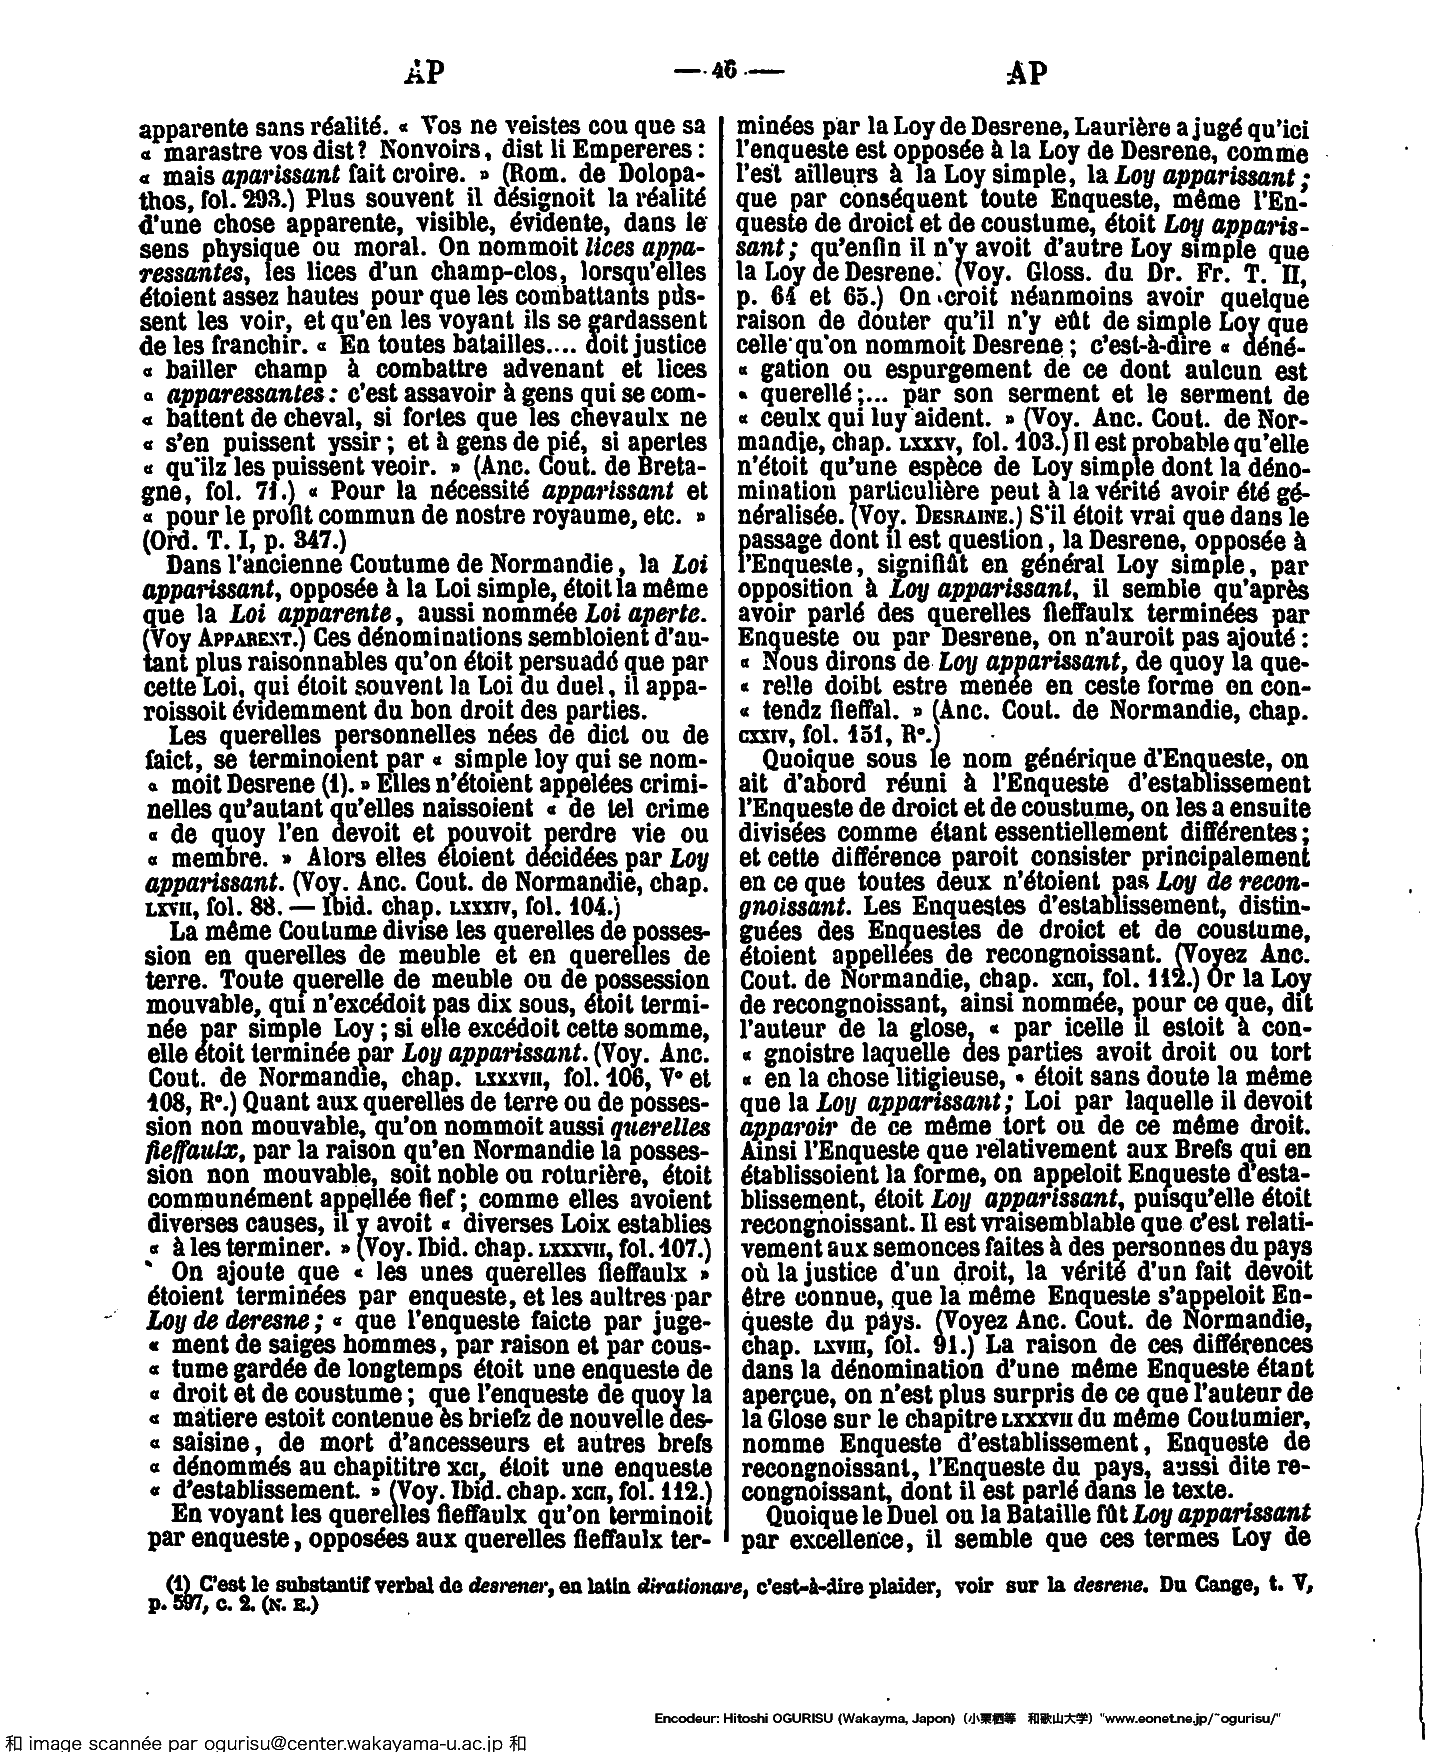 AP — 46 — AP
apparente sans réalité. « Vos ne veistes cou que sa
« marastre vos dist? Nonvoirs, dist li Empereres :
« mais aparissant fait croire. » (Rom. de Dolopa-
thos, fol. 293.) Plus souvent il désignoit la réalité
d'une chose apparente, visible, évidente, dans le
sens physique ou moral. On nommoit lices appa-
ressantes, les lices d'un champ-clos, lorsqu'elles
étoient assez hautes pour que les combattants pùs-
sent les voir, et qu'en les voyant ils se gardassent
de les franchir. « En toutes batailles.... doit justice
« bailler champ à combattre advenant et lices
« apparessantes : c'est assavoir à gens qui se com-
« battent de cheval, si fortes que les chevaulx ne
« s'en puissent yssir ; et à gens de pié, si apertes
« qu'ilz les puissent veoir. » (Anc. Cout. de Breta-
gne, fol. 71.) « Pour la nécessité apparissant et
« pour le profit commun de nostre royaume, etc. »
(Ord. T. I, p. 347.)
Dans l'ancienne Coutume de Normandie, la Loi
apparissant, opposée à la Loi simple, étoit la même
que la Loi apparente, aussi nommée Loi aperte.
(Voy APPARENT.) Ces dénominations sembloient d'au-
tant plus raisonnables qu'on étoit persuadé que par
cette Loi, qui étoit souvent la Loi du duel, il appa-
roissoit évidemment du bon droit des parties.
Les querelles personnelles nées de dict ou de
faict, se terminoient par « simple loy qui se nom-
« moit Desrene (1). » Elles n'étoient appelées crimi-
nelles qu'autant qu'elles naissoient « de tel crime
« de quoy l'en devoit et pouvoit perdre vie ou
« membre. » Alors elles étoient décidées par Loy
apparissant. (Voy. Anc. Cout. de Normandie, chap.
LXVII, fol. 88. — Ibid. chap. LXXXIV, fol. 104.)
La même Coutume divise les querelles de posses-
sion en querelles de meuble et en querelles de
terre. Toute querelle de meuble ou de possession
mouvable, qui n'excédoit pas dix sous, étoit termi-
née par simple Loy ; si elle excédoit cette somme,
elle étoit terminée par Loy apparissant. (Voy. Anc.
Cout. de Normandie, chap. LXXXVII, fol. 106, V° et
108, R°.) Quant aux querelles de terre ou de posses-
sion non mouvable, qu'on nommoit aussi querelles
fieffaulx, par la raison qu'en Normandie la posses-
sion non mouvable, soit noble ou roturière, étoit
communément appellée fief ; comme elles avoient
diverses causes, il y avoit « diverses Loix establies
« à les terminer. » (Voy. Ibid. chap. LXXXVII, fol. 107.)
On ajoute que « les unes querelles fieffaulx »
étoient terminées par enqueste, et les aultres par
Loy de deresne ; « que l'enqueste faicte par juge-
« ment de saiges hommes, par raison et par cous-
« tume gardée de longtemps étoit une enqueste de
« droit et de coustume ; que l'enqueste de quoy la
« matiere estoit contenue ès briefz de nouvelle des-
« saisine, de mort d'ancesseurs et autres brefs
« dénommés au chapititre XCI, étoit une enqueste
« d'establissement. » (Voy. Ibid. chap. XCII, fol. 112.)
En voyant les querelles fieffaulx qu'on terminoit
par enqueste, opposées aux querelles fieffaulx ter-
minées par la Loy de Desrene, Laurière a jugé qu'ici
l'enqueste est opposée à la Loy de Desrene, comme
l'est ailleurs à la Loy simple, la Loy apparissant ;
que par conséquent toute Enqueste, même l'En-
queste de droict et de coustume, étoit Loy apparis-
sant ; qu'enfin il n'y avoit d'autre Loy simple que
la Loy de Desrene. (Voy. Gloss. du Dr. Fr. T. II,
p. 64 et 65.) On croit néanmoins avoir quelque
raison de douter qu'il n'y eût de simple Loy que
celle qu'on nommoit Desrene ; c'est-à-dire « déné-
« gation ou espurgement de ce dont aulcun est
« querellé ;... par son serment et le serment de
« ceulx qui luy aident. » (Voy. Anc. Cout. de Nor-
mandie, chap. LXXXV, fol. 103.) Il est probable qu'elle
n'étoit qu'une espèce de Loy simple dont la déno-
mination particulière peut à la vérité avoir été gé-
néralisée. (Voy. DESRAINE.) S'il étoit vrai que dans le
passage dont il est question, la Desrene, opposée à
l'Enqueste, signifiât en général Loy simple, par
opposition à Loy apparissant, il semble qu'après
avoir parlé des querelles fieffaulx terminées par
Enqueste ou par Desrene, on n'auroit pas ajouté :
« Nous dirons de Loy apparissant, de quoy la que-
« relle doibt estre menée en ceste forme en con-
« tendz fieffal. » (Anc. Cout. de Normandie, chap.
CXXIV, fol. 151, R°.)
Quoique sous le nom générique d'Enqueste, on
ait d'abord réuni à l'Enqueste d'establissement
l'Enqueste de droict et de coustume, on les a ensuite
divisées comme étant essentiellement différentes ;
et cette différence paroit consister principalement
en ce que toutes deux n'étoient pas Loy de recon-
gnoissant. Les Enquestes d'establissement, distin-
guées des Enquestes de droict et de coustume,
étoient appellées de recongnoissant. (Voyez Anc.
Cout. de Normandie, chap. XCII, fol. 112.) Or la Loy
de recongnoissant, ainsi nommée, pour ce que, dit
l'auteur de la glose, « par icelle il estoit à con-
« gnoistre laquelle des parties avoit droit ou tort
« en la chose litigieuse, » étoit sans doute la même
que la Loy apparissant ; Loi par laquelle il devoit
apparoir de ce même tort ou de ce même droit.
Ainsi l'Enqueste que relativement aux Brefs qui en
établissoient la forme, on appeloit Enqueste d'esta-
blissement, étoit Loy apparissant, puisqu'elle étoit
recongnoissant. Il est vraisemblable que c'est relati-
vement aux semonces faites à des personnes du pays
où la justice d'un droit, la vérité d'un fait devoit
être connue, que la même Enqueste s'appeloit En-
queste du pays. (Voyez Anc. Cout. de Normandie,
chap. LXVIII, fol. 91.) La raison de ces différences
dans la dénomination d'une même Enqueste étant
aperçue, on n'est plus surpris de ce que l'auteur de
la Glose sur le chapitre LXXXVII du même Coutumier,
nomme Enqueste d'establissement, Enqueste de
recongnoissant, l'Enqueste du pays, aussi dite re-
congnoissant, dont il est parlé dans le texte.
Quoique le Duel ou la Bataille fût Loy apparissant
par excellence, il semble que ces termes Loy de
(1) C'est le substantif verbal de desrener, en latin dirationare, c'est-à-dire plaider, voir sur la desrene. Du Cange, t. V,
p. 597, c. 2. (N. E.)
Encodeur: Hitoshi OGURISU (Wakayma, Japon) (小栗栖等 和歌山大学) "www.eonet.ne.jp/~ogurisu/"
和 image scannée par ogurisu@center.wakayama-u.ac.jp 和